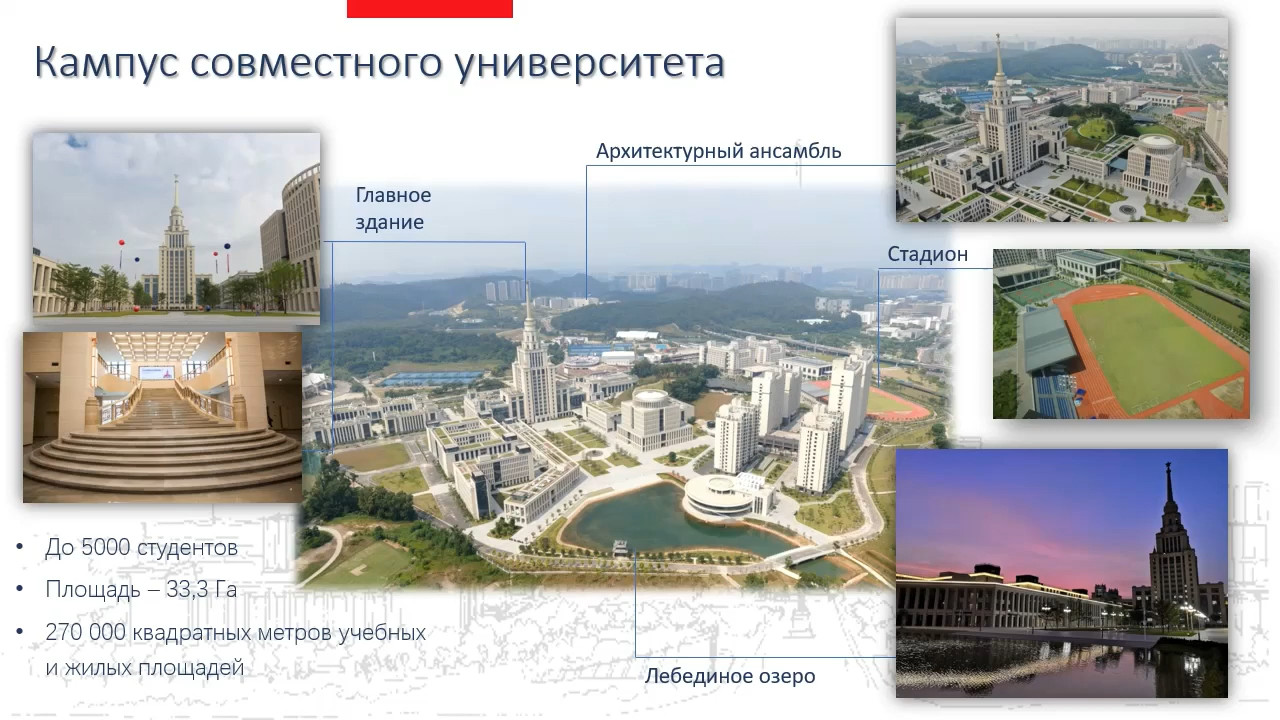 Кампус совместного университета
Архитектурный ансамбль
Главное
здание
Стадион
• До 5000 студентов
• Площадь – 33,3 Га
• 270 000 квадратных метров учебных
и жилых площадей
Лебединое озеро